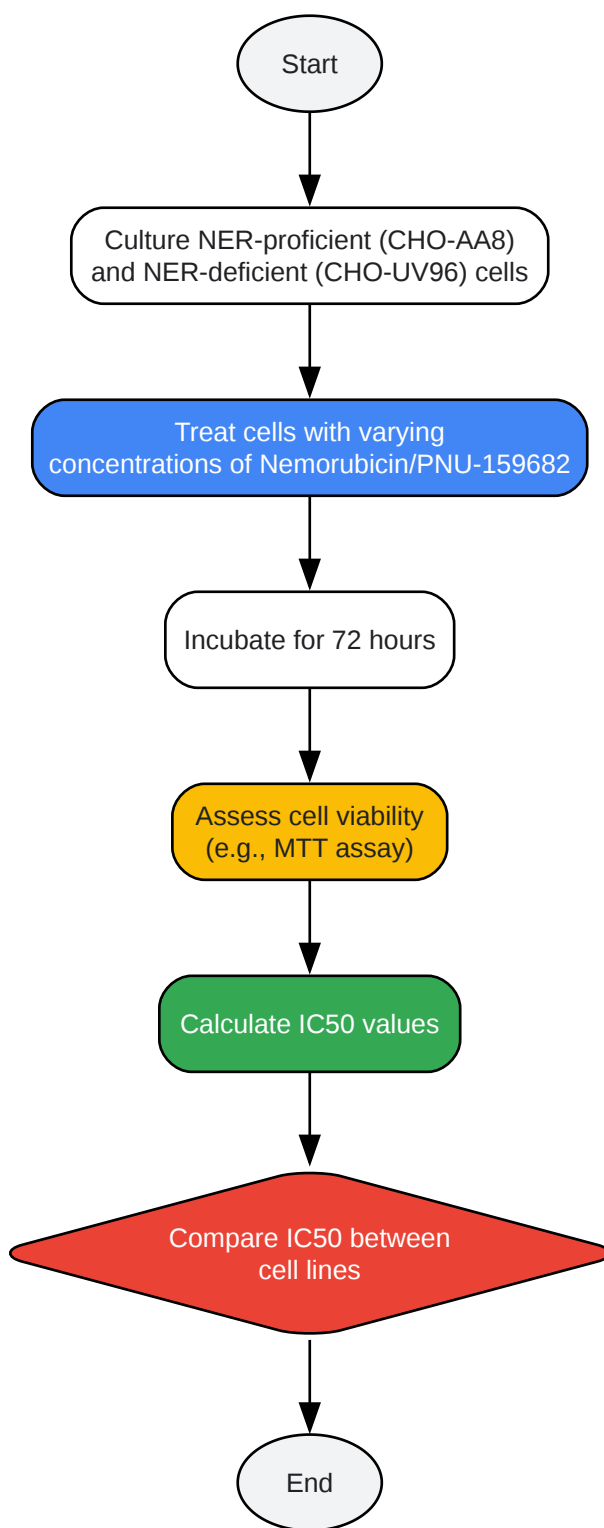 Start
Culture NER-proficient (CHO-AA8)
and NER-deficient (CHO-UV96) cells
Treat cells with varying
concentrations of Nemorubicin/PNU-159682
Incubate for 72 hours
Assess cell viability
(e.g., MTT assay)
Calculate IC50 values
Compare IC50 between
cell lines
End